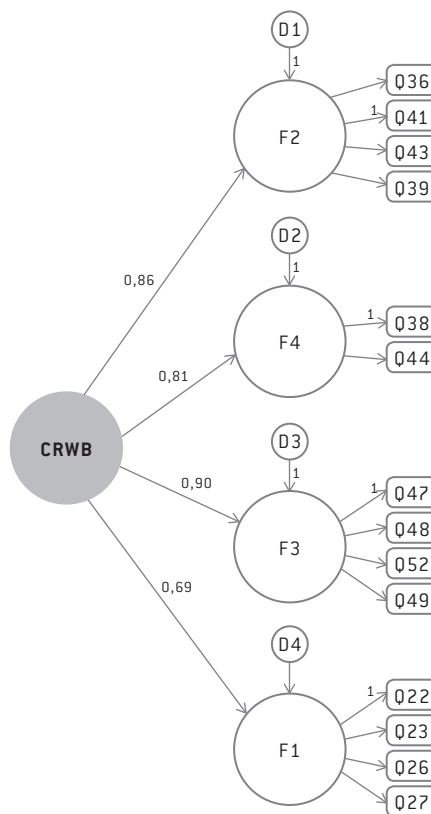 D1
1
Q36
1
Q41
F2
Q43
Q39
0,86
D2
1
1
Q38
F4
Q44
0,81
CRWB
D3
1
1
Q47
0,90
Q48
F3
Q52
Q49
0,69
D4
1
Q22
Q23
F1
Q26
Q27